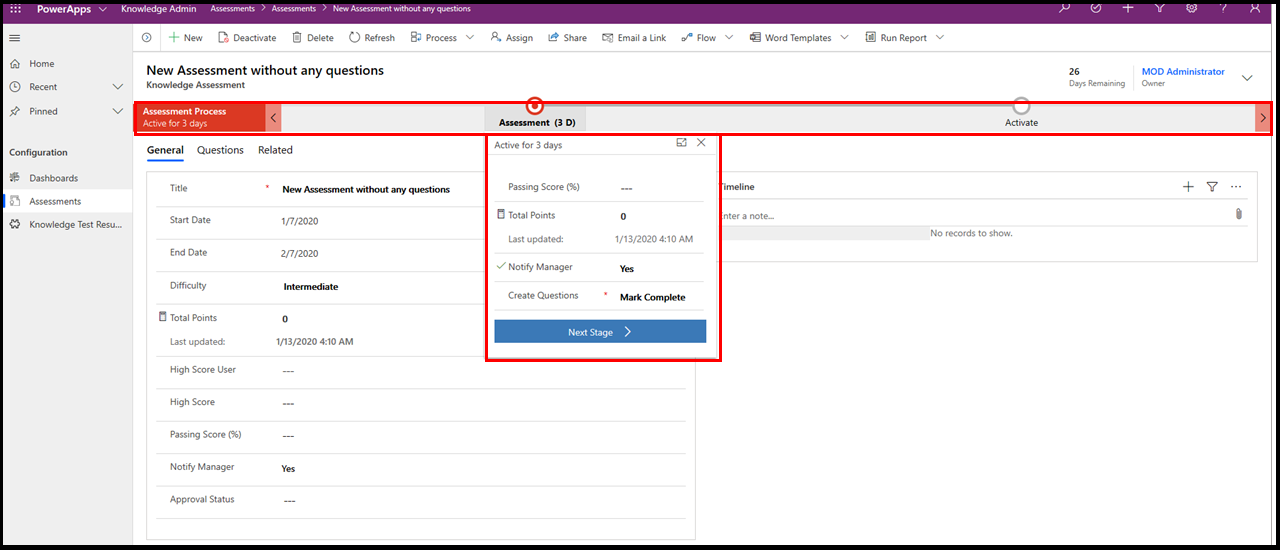 PowerApps Knowledge Admin Assessments > Assessments > New Assessment without any questions
New Deactivate Delete Refresh Process Assign Share Email a Link Flow Word Templates Run Report
Home
Recent
Pinned
Configuration
Dashboards
Assessments
Knowledge Test Resu...
New Assessment without any questions
Knowledge Assessment
26
Days Remaining
MOD Administrator
Owner
Assessment Process
Active for 3 days
Assessment (3 D)
Activate
General Questions Related
Title * New Assessment without any questions
Start Date 1/7/2020
End Date 2/7/2020
Difficulty Intermediate
Total Points 0
Last updated: 1/13/2020 4:10 AM
High Score User ---
High Score ---
Passing Score (%) ---
Notify Manager Yes
Approval Status ---
Active for 3 days
Passing Score (%) ---
Total Points 0
Last updated: 1/13/2020 4:10 AM
Notify Manager Yes
Create Questions * Mark Complete
Next Stage
Timeline
Enter a note...
No records to show.